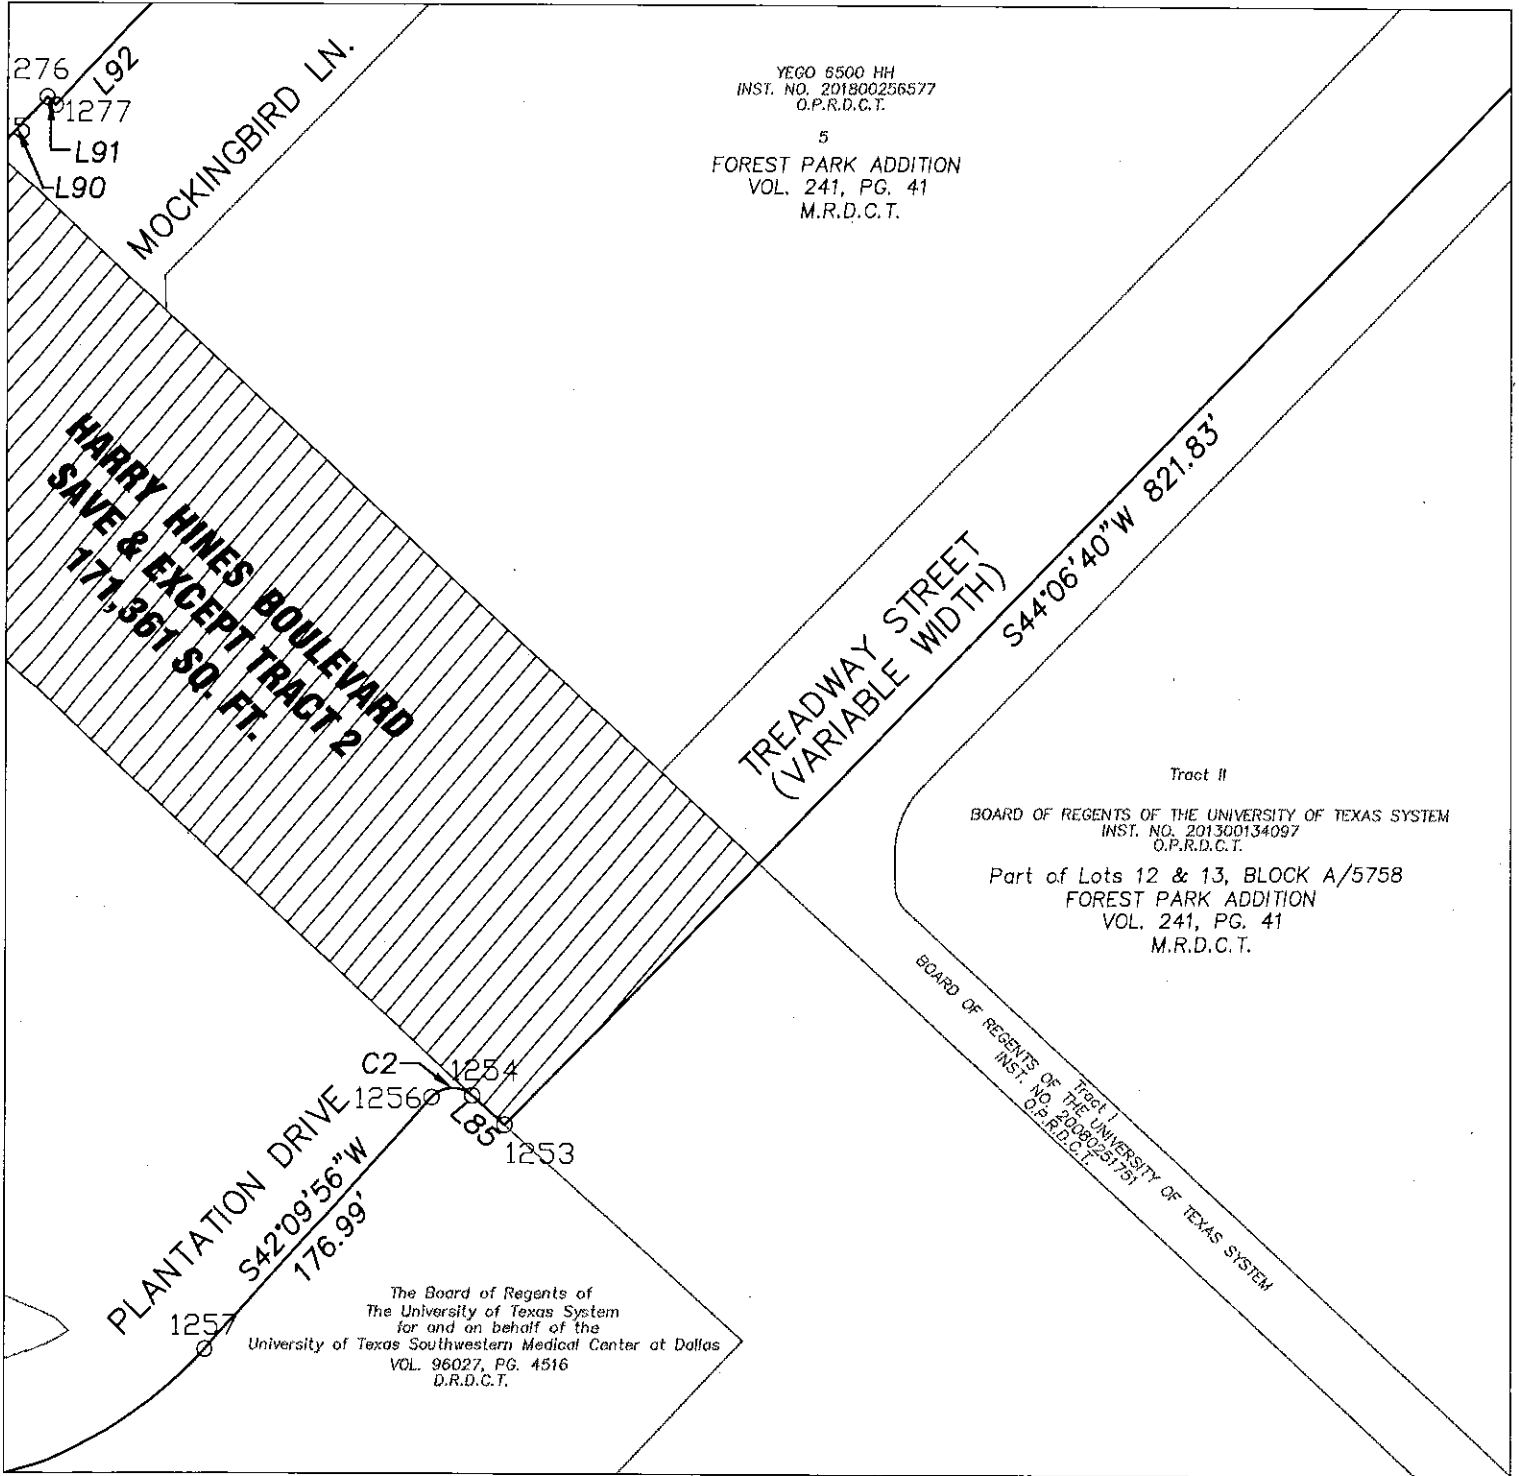 276
L92
1277
L91
L90
MOCKINGBIRD LN.
YEGO 6500 HH
INST. NO. 201800256577
O.P.R.D.C.T.
5
FOREST PARK ADDITION
VOL. 241, PG. 41
M.R.D.C.T.
HARRY HINES BOULEVARD
SAVE & EXCEPT TRACT 2
171,361 SQ. FT.
TREADWAY STREET
(VARIABLE WIDTH)
S44°06'40"W 821.83'
Tract II
BOARD OF REGENTS OF THE UNIVERSITY OF TEXAS SYSTEM
INST. NO. 201300134097
O.P.R.D.C.T.
Part of Lots 12 & 13, BLOCK A/5758
FOREST PARK ADDITION
VOL. 241, PG. 41
M.R.D.C.T.
Tract I
BOARD OF REGENTS OF THE UNIVERSITY OF TEXAS SYSTEM
INST. NO. 20080251751
O.P.R.D.C.T.
C2
1254
1256
L85
1253
PLANTATION DRIVE
S42°09'56"W
176.99'
1257
The Board of Regents of
The University of Texas System
for and on behalf of the
University of Texas Southwestern Medical Center at Dallas
VOL. 96027, PG. 4516
D.R.D.C.T.